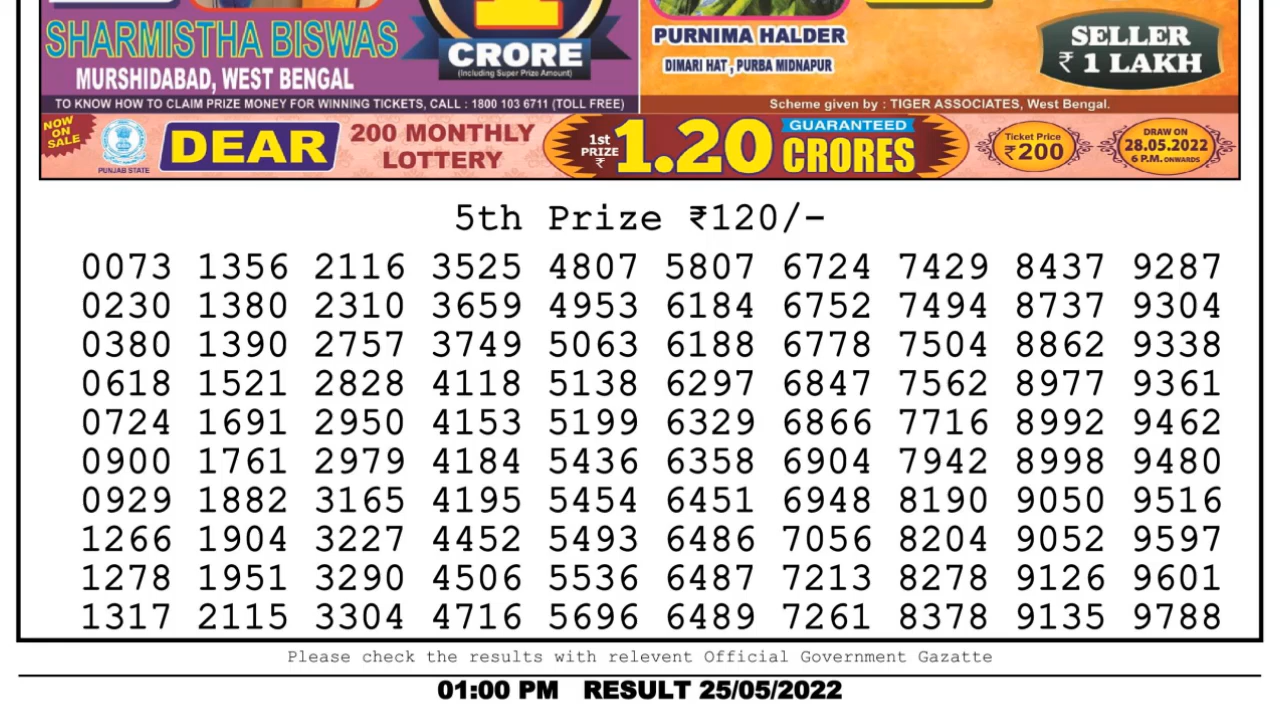 SHARMISTHA BISWAS
MURSHIDABAD, WEST BENGAL
1
CRORE
(Including Super Prize Amount)
PURNIMA HALDER
DIMARI HAT, PURBA MIDNAPUR
SELLER
₹ 1 LAKH
TO KNOW HOW TO CLAIM PRIZE MONEY FOR WINNING TICKETS, CALL : 1800 103 6711 (TOLL FREE)
Scheme given by : TIGER ASSOCIATES, West Bengal.
NOW
ON
SALE
PUNJAB STATE
DEAR
200 MONTHLY
LOTTERY
1st
PRIZE
₹
1.20
GUARANTEED
CRORES
Ticket Price
₹200
DRAW ON
28.05.2022
6 P.M. ONWARDS
5th Prize ₹120/-
0073 1356 2116 3525 4807 5807 6724 7429 8437 9287
0230 1380 2310 3659 4953 6184 6752 7494 8737 9304
0380 1390 2757 3749 5063 6188 6778 7504 8862 9338
0618 1521 2828 4118 5138 6297 6847 7562 8977 9361
0724 1691 2950 4153 5199 6329 6866 7716 8992 9462
0900 1761 2979 4184 5436 6358 6904 7942 8998 9480
0929 1882 3165 4195 5454 6451 6948 8190 9050 9516
1266 1904 3227 4452 5493 6486 7056 8204 9052 9597
1278 1951 3290 4506 5536 6487 7213 8278 9126 9601
1317 2115 3304 4716 5696 6489 7261 8378 9135 9788
Please check the results with relevent Official Government Gazatte
01:00 PM RESULT 25/05/2022